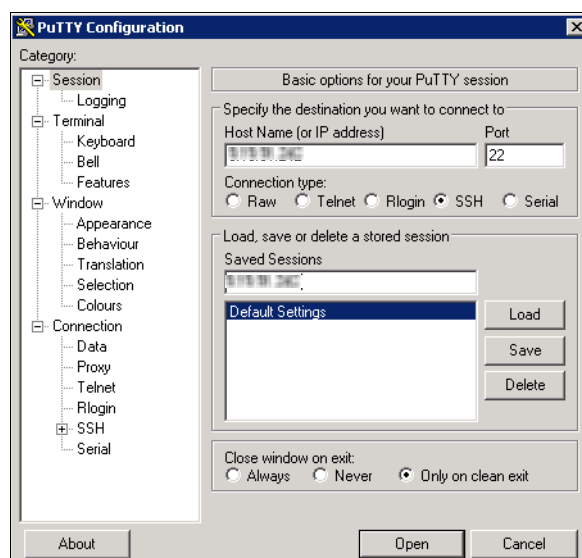 PuTTY Configuration
Category:
Session
Logging
Terminal
Keyboard
Bell
Features
Window
Appearance
Behaviour
Translation
Selection
Colours
Connection
Data
Proxy
Telnet
Rlogin
SSH
Serial
Basic options for your PuTTY session
Specify the destination you want to connect to
Host Name (or IP address) Port
22
Connection type:
Raw Telnet Rlogin SSH Serial
Load, save or delete a stored session
Saved Sessions
Default Settings
Load
Save
Delete
Close window on exit:
Always Never Only on clean exit
About Open Cancel